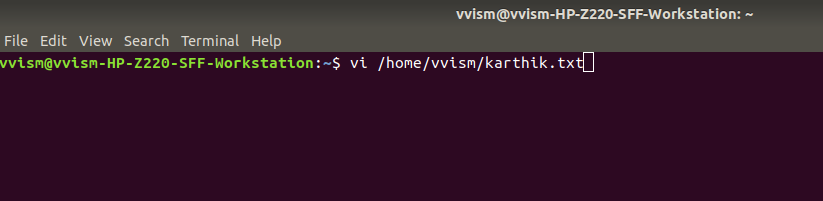 vvism@vvism-HP-Z220-SFF-Workstation: ~
File Edit View Search Terminal Help
vvism@vvism-HP-Z220-SFF-Workstation:~$ vi /home/vvism/karthik.txt